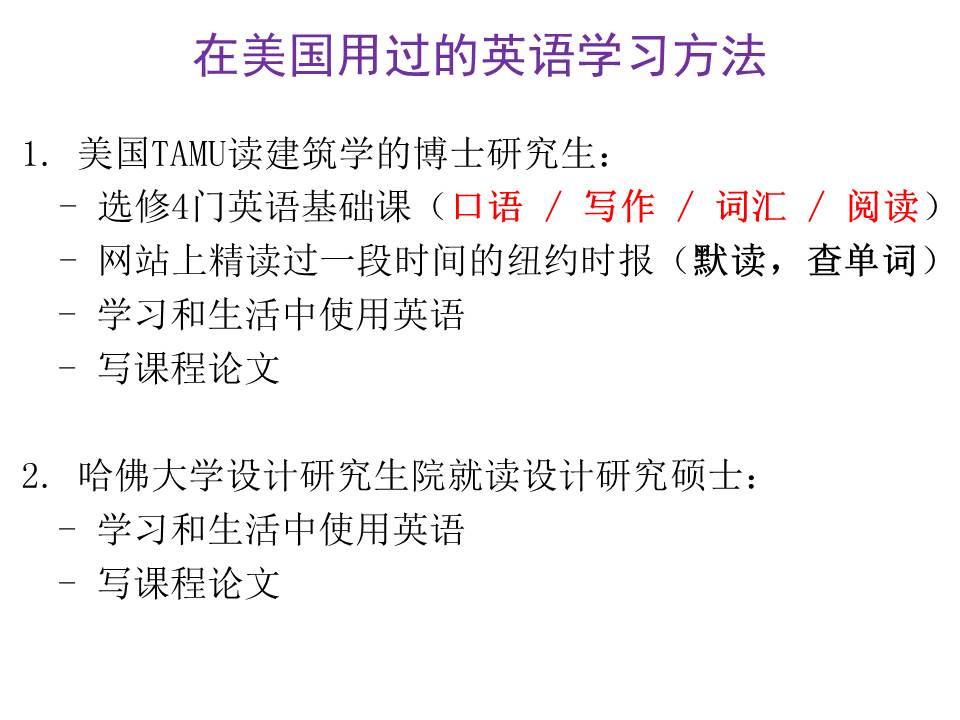 在美国用过的英语学习方法
1. 美国TAMU读建筑学的博士研究生：
- 选修4门英语基础课（口语 / 写作 / 词汇 / 阅读）
- 网站上精读过一段时间的纽约时报（默读，查单词）
- 学习和生活中使用英语
- 写课程论文
2. 哈佛大学设计研究生院就读设计研究硕士：
- 学习和生活中使用英语
- 写课程论文